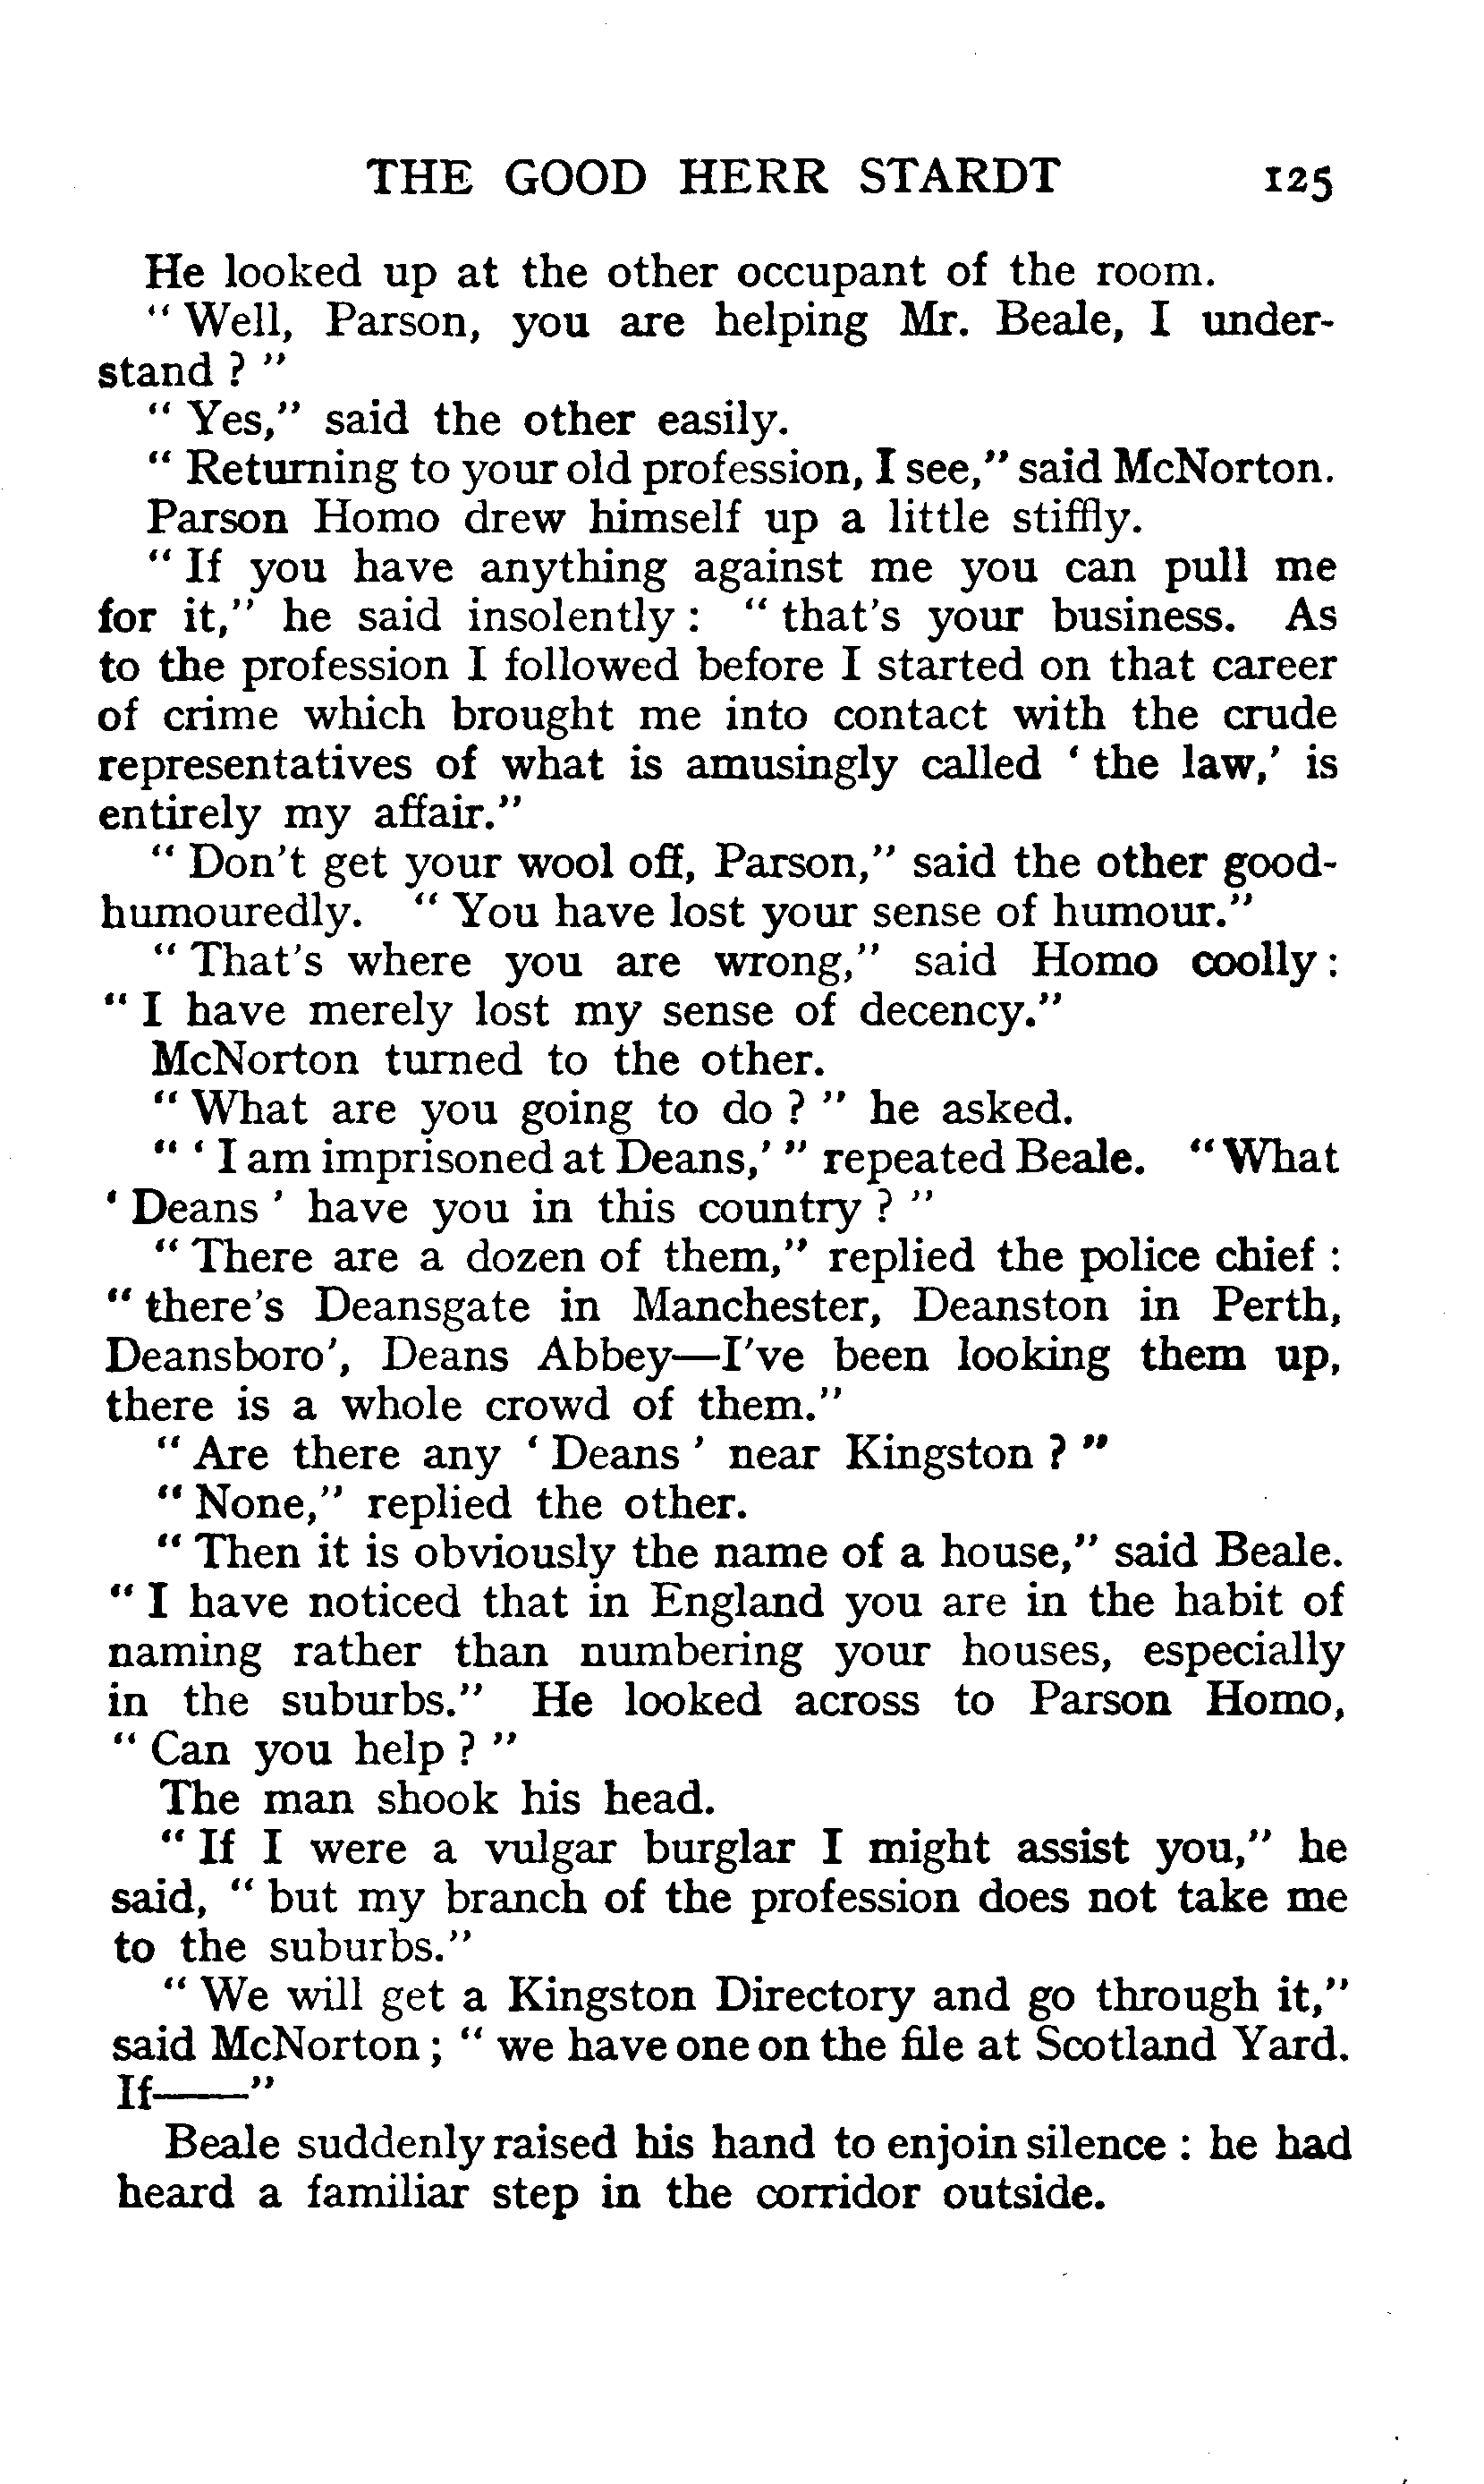 THE GOOD HERR STARDT 125
He looked up at the other occupant of the room.
" Well, Parson, you are helping Mr. Beale, I under-
stand ? "
" Yes," said the other easily.
" Returning to your old profession, I see," said McNorton.
Parson Homo drew himself up a little stiffly.
" If you have anything against me you can pull me
for it," he said insolently : " that's your business. As
to the profession I followed before I started on that career
of crime which brought me into contact with the crude
representatives of what is amusingly called ' the law,' is
entirely my affair."
" Don't get your wool off, Parson," said the other good-
humouredly. " You have lost your sense of humour."
" That's where you are wrong," said Homo coolly :
" I have merely lost my sense of decency."
McNorton turned to the other.
" What are you going to do ? " he asked.
" ' I am imprisoned at Deans,' " repeated Beale. " What
' Deans ' have you in this country ? "
" There are a dozen of them," replied the police chief :
" there's Deansgate in Manchester, Deanston in Perth,
Deansboro', Deans Abbey—I've been looking them up,
there is a whole crowd of them."
" Are there any ' Deans ' near Kingston ? "
" None," replied the other.
" Then it is obviously the name of a house," said Beale.
" I have noticed that in England you are in the habit of
naming rather than numbering your houses, especially
in the suburbs." He looked across to Parson Homo,
" Can you help ? "
The man shook his head.
" If I were a vulgar burglar I might assist you," he
said, " but my branch of the profession does not take me
to the suburbs."
" We will get a Kingston Directory and go through it,"
said McNorton ; " we have one on the file at Scotland Yard.
If——"
Beale suddenly raised his hand to enjoin silence : he had
heard a familiar step in the corridor outside.